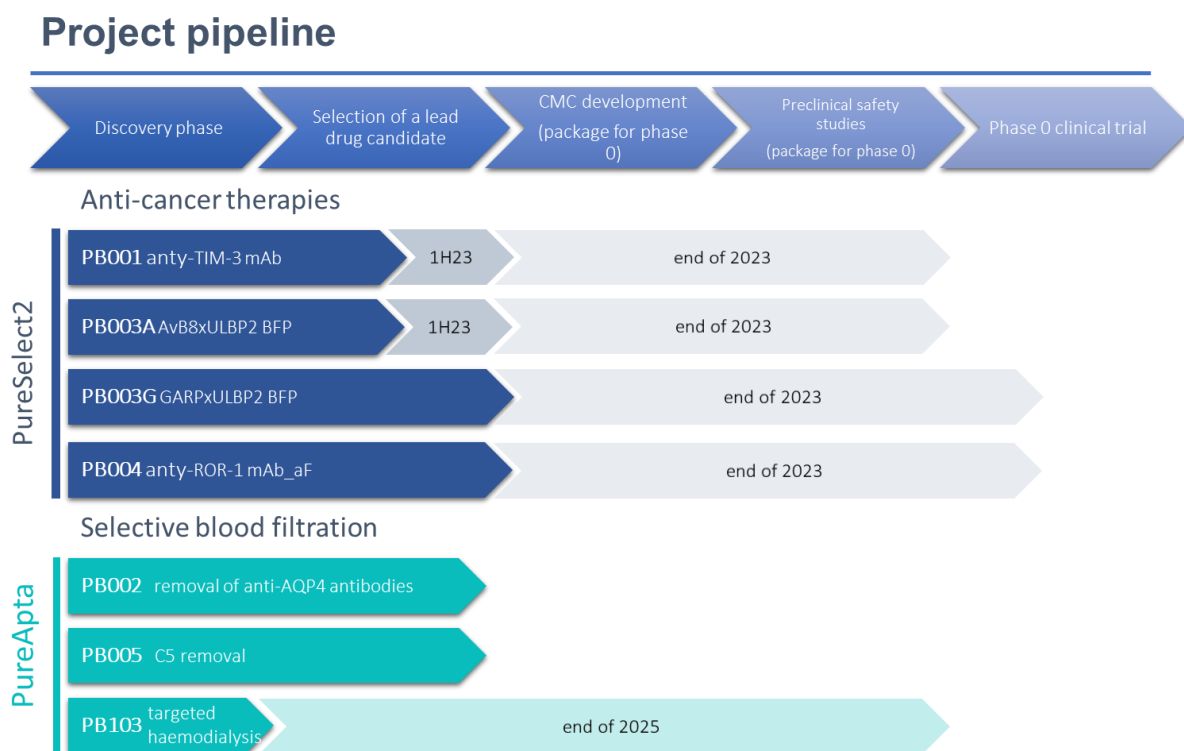 Project pipeline
Discovery phase
Selection of a lead
drug candidate
CMC development
(package for phase
0)
Preclinical safety
studies
(package for phase 0)
Phase 0 clinical trial
Anti-cancer therapies
PureSelect2
PB001 anty-TIM-3 mAb
1H23
end of 2023
PB003A AvB8xULBP2 BFP
1H23
end of 2023
PB003G GARPxULBP2 BFP
end of 2023
PB004 anty-ROR-1 mAb_aF
end of 2023
Selective blood filtration
PureApta
PB002 removal of anti-AQP4 antibodies
PB005 C5 removal
PB103 targeted
haemodialysis
end of 2025